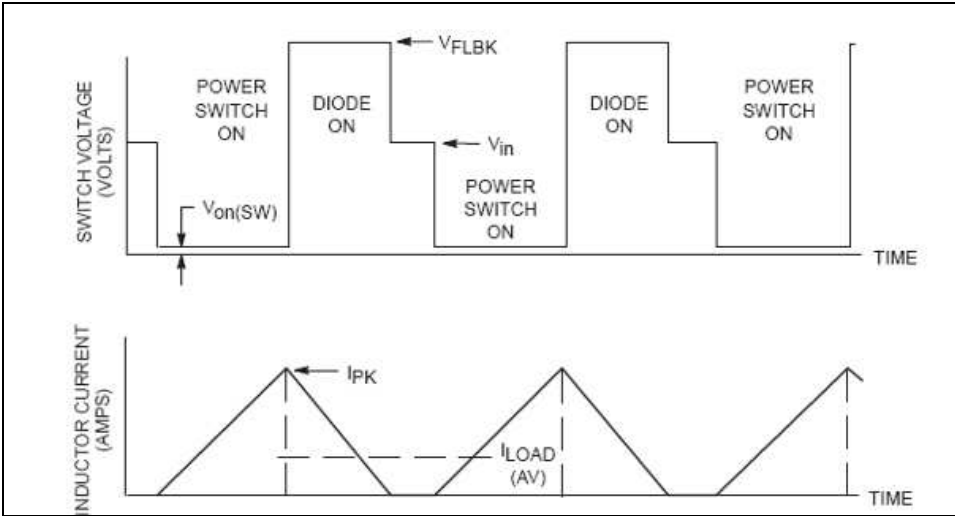 SWITCH VOLTAGE
(VOLTS)
POWER
SWITCH
ON
DIODE
ON
VFLBK
Vin
Von(SW)
POWER
SWITCH
ON
DIODE
ON
POWER
SWITCH
ON
TIME
INDUCTOR CURRENT
(AMPS)
IPK
ILOAD
(AV)
TIME